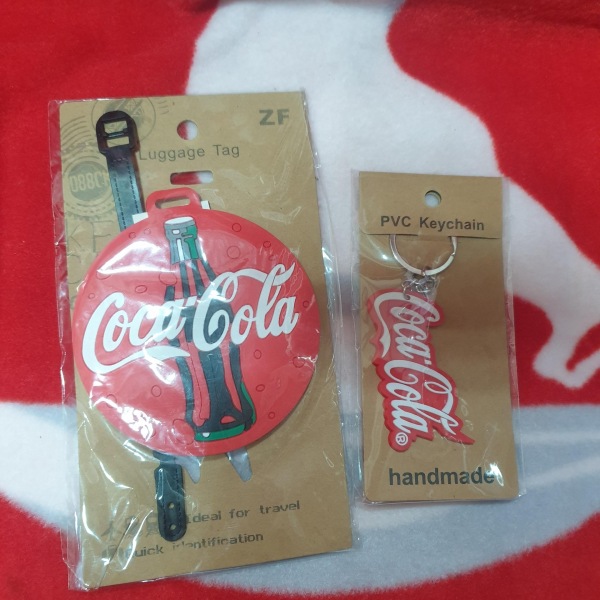 ZF
Luggage Tag
Coca-Cola
Ideal for travel
Quick identification
PVC Keychain
Coca-Cola®
handmade